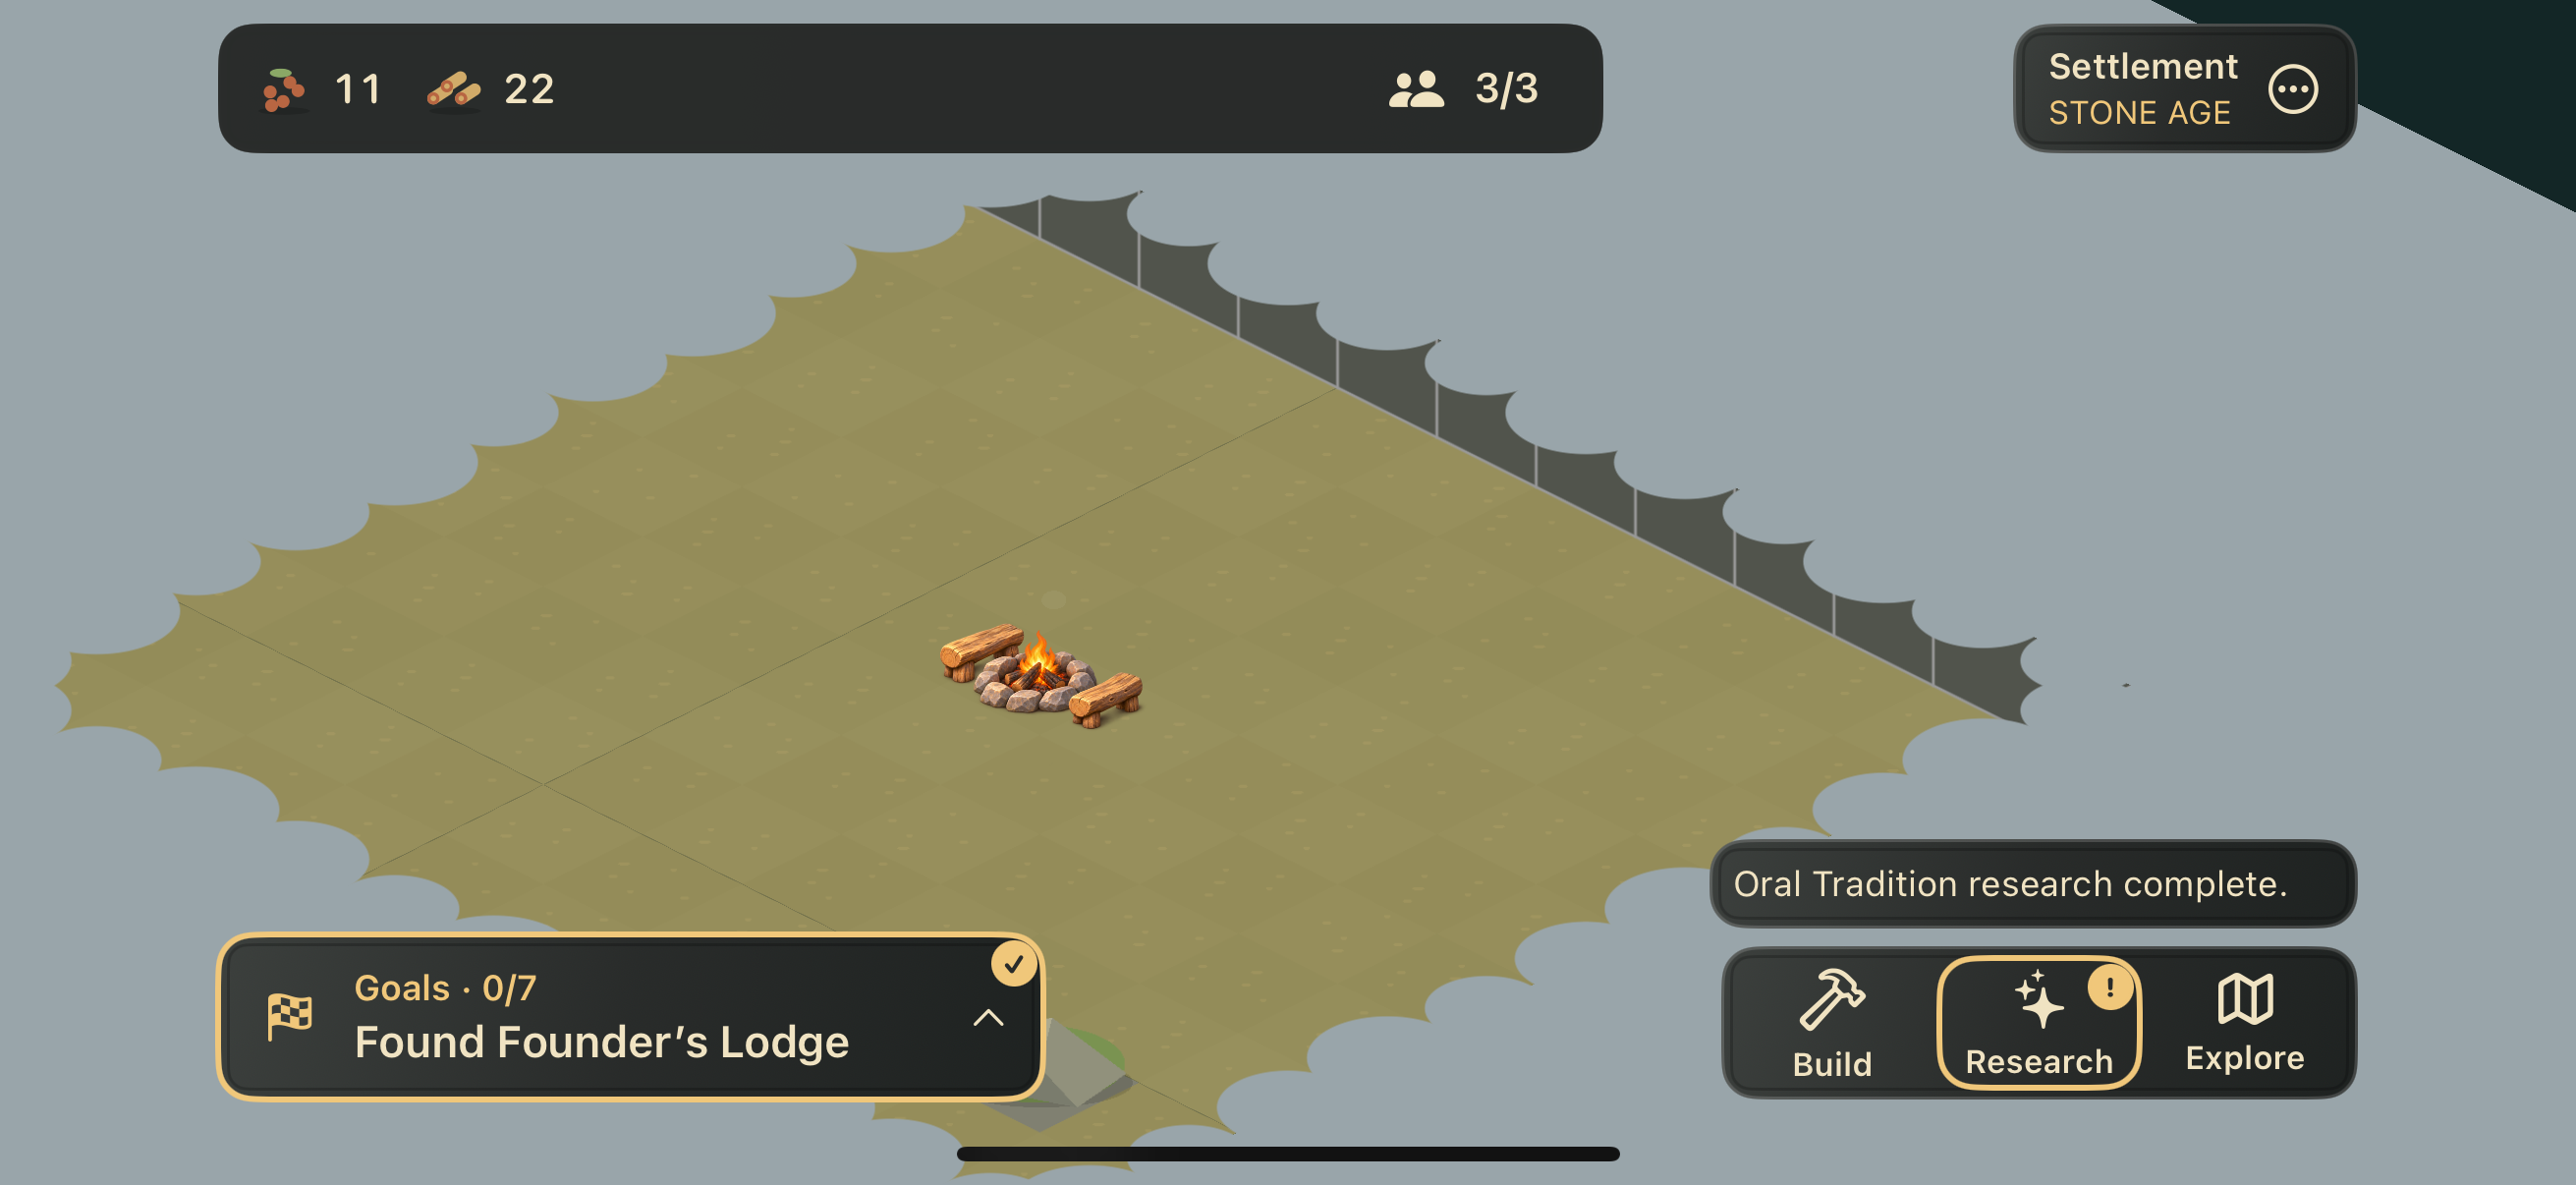 11
22
3/3
Settlement
STONE AGE
Oral Tradition research complete.
Goals · 0/7
Found Founder’s Lodge
Build
Research
!
Explore